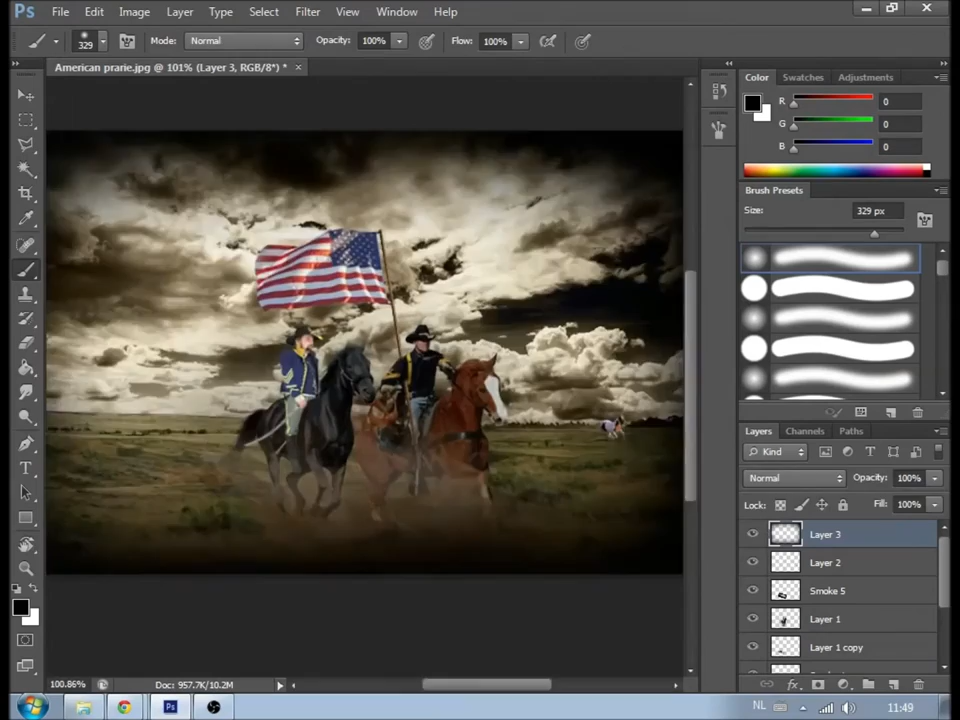 Ps File Edit Image Layer Type Select Filter View Window Help
329 Mode: Normal Opacity: 100% Flow: 100%
American prarie.jpg @ 101% (Layer 3, RGB/8*) *
Color Swatches Adjustments
R 0
G 0
B 0
Brush Presets
Size: 329 px
Layers Channels Paths
Kind
Normal Opacity: 100%
Lock: Fill: 100%
Layer 3
Layer 2
Smoke 5
Layer 1
Layer 1 copy
100.86% Doc: 957.7K/10.2M
Ps NL 11:49